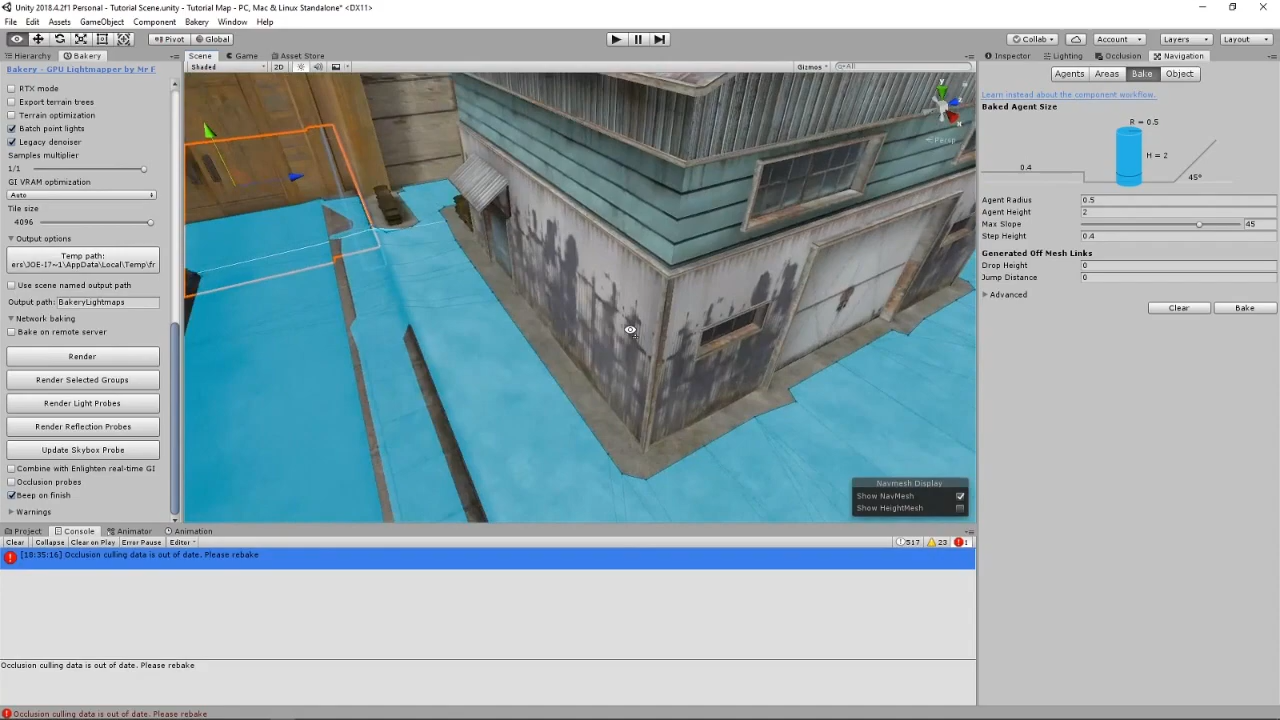 Unity 2018.4.2f1 Personal - Tutorial Scene.unity - Tutorial Map - PC, Mac & Linux Standalone* <DX11>
File Edit Assets GameObject Component Bakery Window Help
Pivot Global Collab Account Layers Layout
Hierarchy Bakery Scene Game Asset Store Inspector Lighting Occlusion Navigation
Bakery - GPU Lightmapper by Mr F
Shaded 2D Gizmos All
Agents Areas Bake Object
RTX mode
Export terrain trees
Terrain optimization
Batch point lights
Legacy denoiser
Samples multiplier
1/1
GI VRAM optimization
Auto
Tile size
4096
Output options
Temp path:
ers\JOE-I7~1\AppData\Local\Temp\fr
Use scene named output path
Output path: BakeryLightmaps
Network baking
Bake on remote server
Render
Render Selected Groups
Render Light Probes
Render Reflection Probes
Update Skybox Probe
Combine with Enlighten real-time GI
Occlusion probes
Beep on finish
Warnings
y
Persp
Navmesh Display
Show NavMesh
Show HeightMesh
Learn instead about the component workflow.
Baked Agent Size
R = 0.5
H = 2
0.4
45°
Agent Radius 0.5
Agent Height 2
Max Slope 45
Step Height 0.4
Generated Off Mesh Links
Drop Height 0
Jump Distance 0
Advanced
Clear Bake
Project Console Animator Animation
Clear Collapse Clear on Play Error Pause Editor 517 23 1
[18:35:16] Occlusion culling data is out of date. Please rebake
Occlusion culling data is out of date. Please rebake
Occlusion culling data is out of date. Please rebake